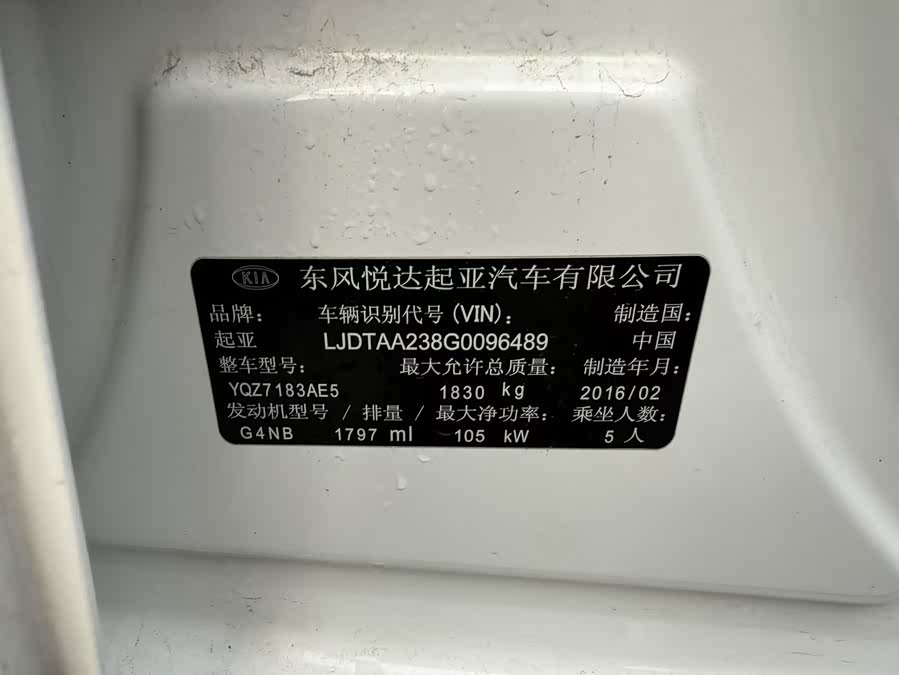 KIA 东风悦达起亚汽车有限公司
品牌： 车辆识别代号(VIN)： 制造国：
起亚 LJDTAA238G0096489 中国
整车型号： 最大允许总质量： 制造年月：
YQZ7183AE5 1830 kg 2016/02
发动机型号 / 排量 / 最大净功率： 乘坐人数：
G4NB 1797 ml 105 kW 5 人